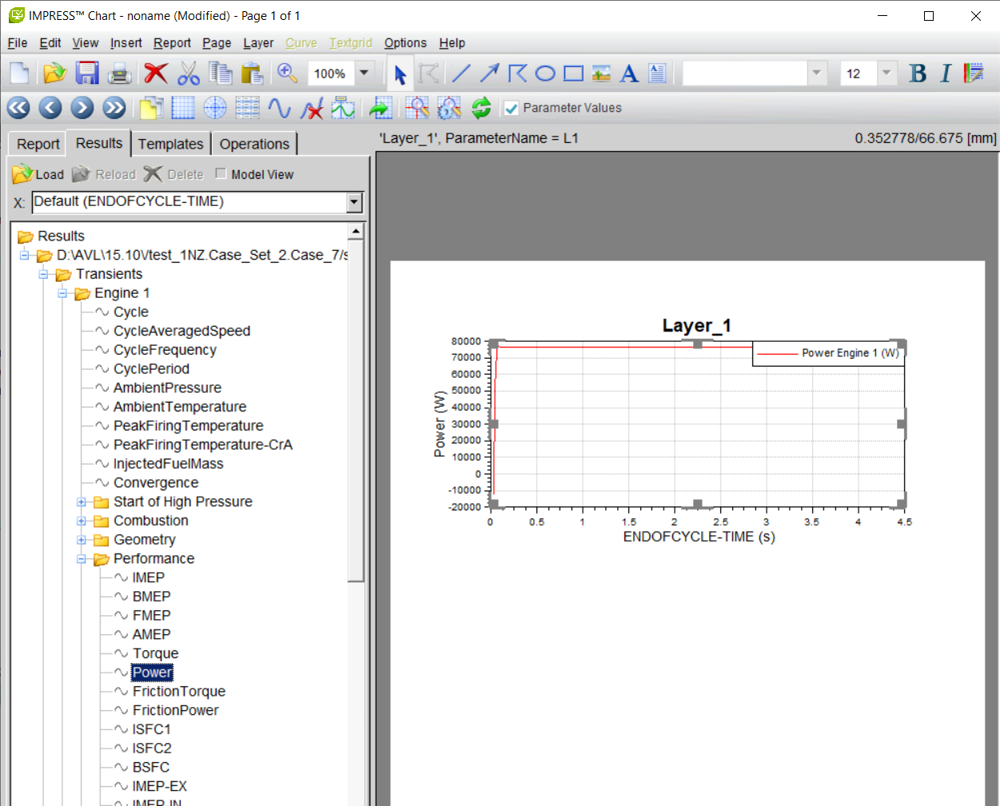 IMPRESS™ Chart - noname (Modified) - Page 1 of 1
File Edit View Insert Report Page Layer Curve Textgrid Options Help
100% A 12 B I
Parameter Values
Report Results Templates Operations
'Layer_1', ParameterName = L1 0.352778/66.675 [mm]
Load Reload Delete Model View
X: Default (ENDOFCYCLE-TIME)
Results
D:\AVL\15.10\/test_1NZ.Case_Set_2.Case_7/s
Transients
Engine 1
Cycle
CycleAveragedSpeed
CycleFrequency
CyclePeriod
AmbientPressure
AmbientTemperature
PeakFiringTemperature
PeakFiringTemperature-CrA
InjectedFuelMass
Convergence
Start of High Pressure
Combustion
Geometry
Performance
IMEP
BMEP
FMEP
AMEP
Torque
Power
FrictionTorque
FrictionPower
ISFC1
ISFC2
BSFC
IMEP-EX
IMEP-IN
Layer_1
Power Engine 1 (W)
Power (W)
80000
70000
60000
50000
40000
30000
20000
10000
0
-10000
-20000
0 0.5 1 1.5 2 2.5 3 3.5 4 4.5
ENDOFCYCLE-TIME (s)